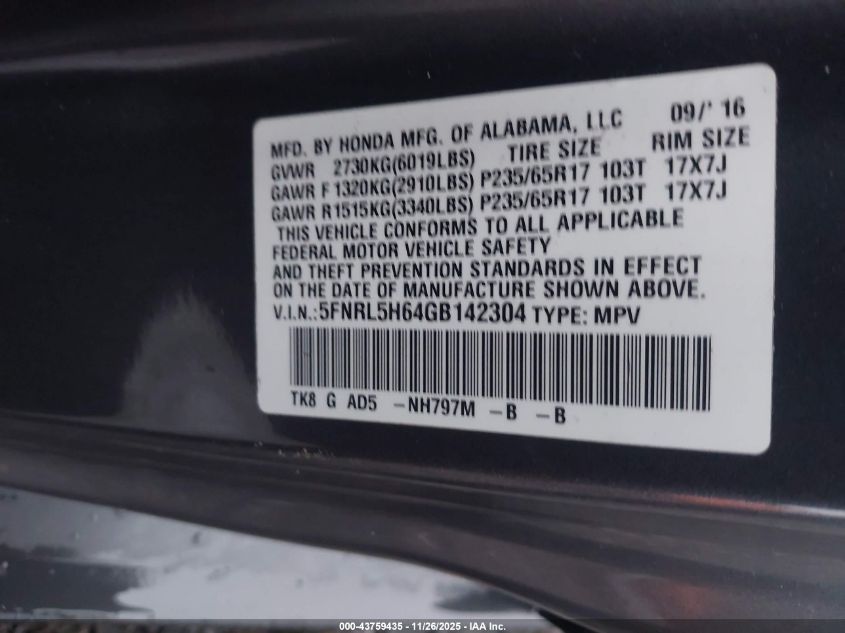 MFD. BY HONDA MFG. OF ALABAMA, LLC 09/' 16
GVWR 2730KG(6019LBS) TIRE SIZE RIM SIZE
GAWR F 1320KG(2910LBS) P235/65R17 103T 17X7J
GAWR R1515KG(3340LBS) P235/65R17 103T 17X7J
THIS VEHICLE CONFORMS TO ALL APPLICABLE
FEDERAL MOTOR VEHICLE SAFETY
AND THEFT PREVENTION STANDARDS IN EFFECT
ON THE DATE OF MANUFACTURE SHOWN ABOVE.
V.I.N.:5FNRL5H64GB142304 TYPE: MPV
TK8 G AD5 -NH797M -B -B
000-43759435 - 11/26/2025 - IAA Inc.